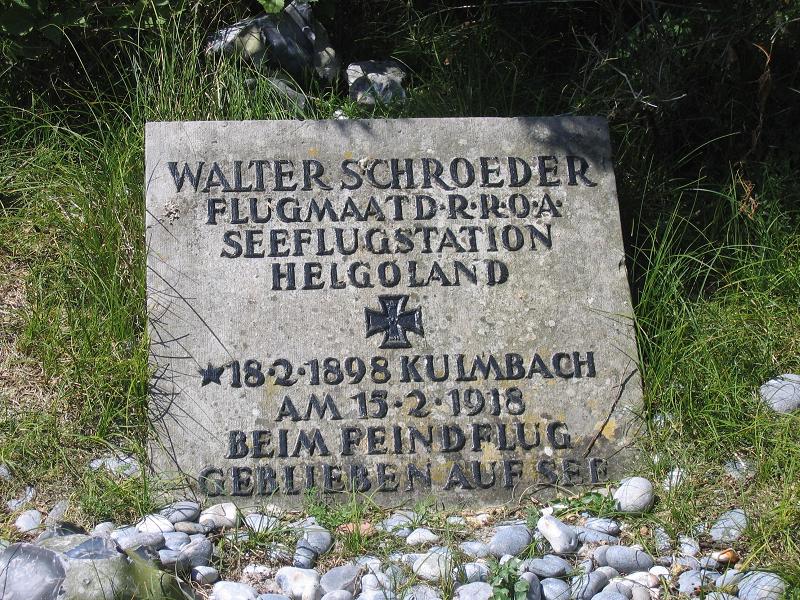 WALTER SCHROEDER
FLUGMAAT D·R·R·O·A·
SEEFLUGSTATION
HELGOLAND
★18·2·1898 KULMBACH
AM 15·2·1918
BEIM FEINDFLUG
GEBLIEBEN AUF SEE